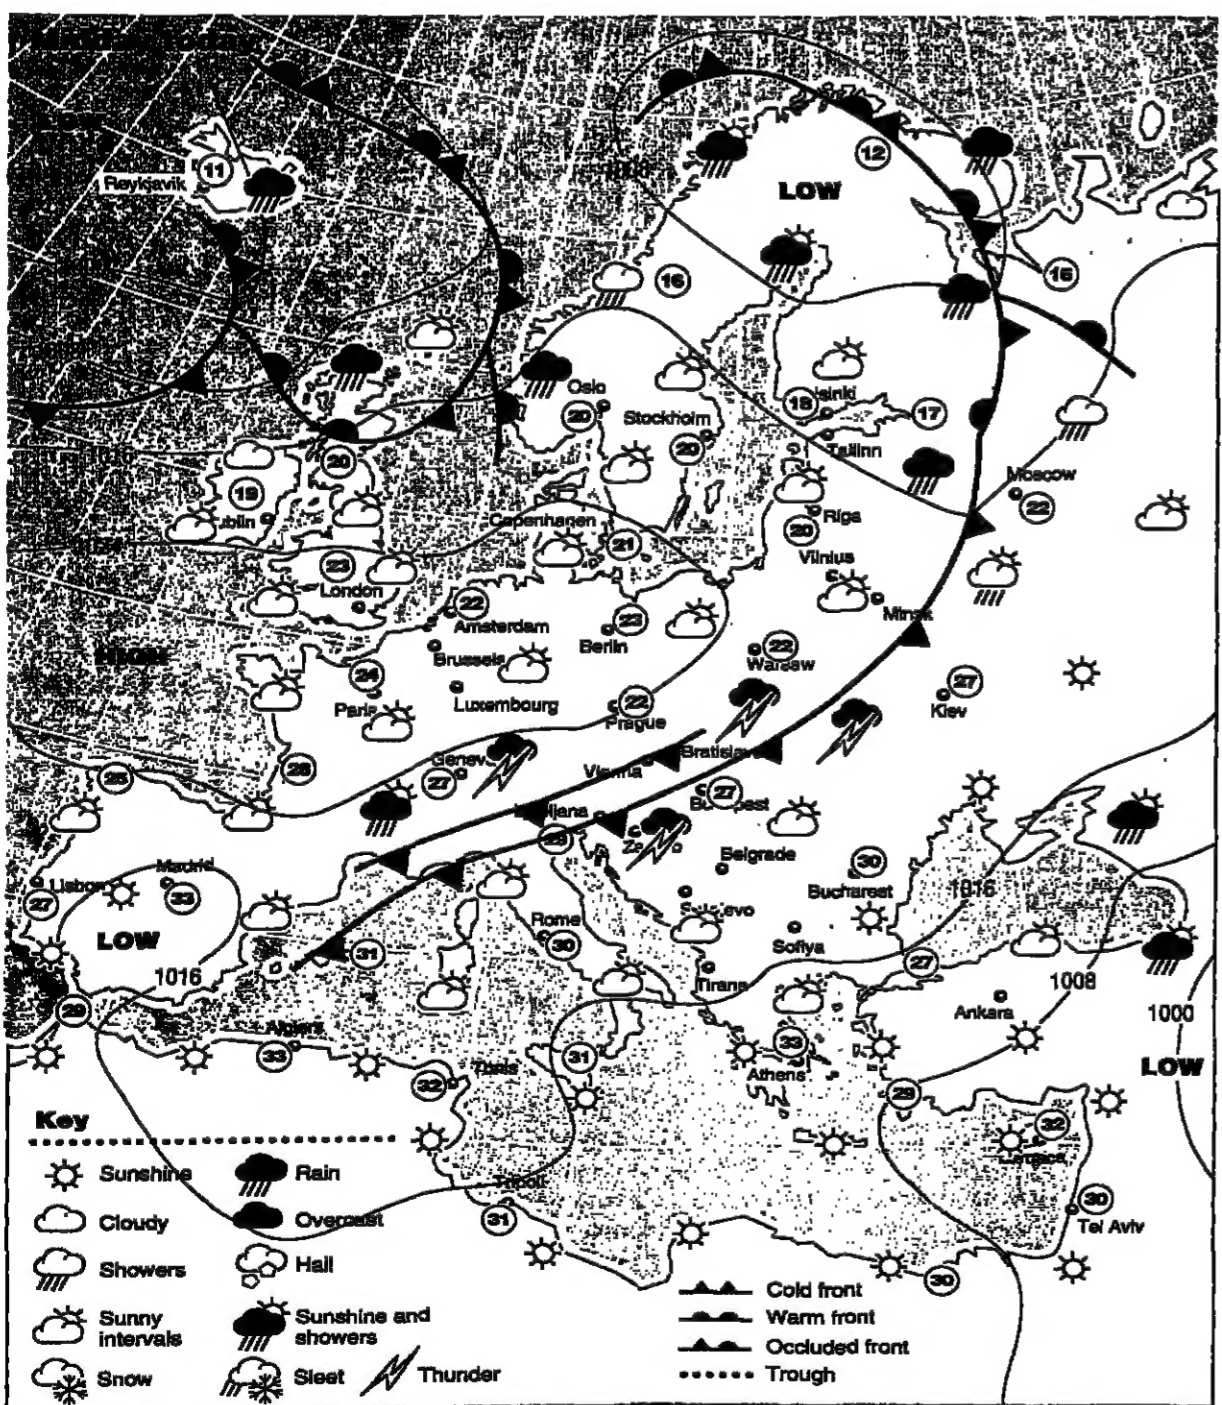 11
Reykjavik
12
LOW
16
16
Oslo
20
Stockholm
20
18
17
Tallinn
Moscow
22
20
19
Riga
20
Copenhagen
21
Vilnius
23
London
22
Amsterdam
Berlin
23
Minsk
22
Warsaw
HIGH
Brussels
24
Paris
Luxembourg
22
Prague
27
Kiev
Bratislava
Vienna
27
25
27
Belgrade
30
Bucharest
1016
Madrid
33
Lisbon
27
LOW
1016
Rome
30
31
Sofiya
Tirana
27
1008
Ankara
1000
LOW
29
Algiers
33
31
33
Athens
32
Tunis
32
Tripoli
31
30
Tel Aviv
30
Key
Sunshine
Rain
Cloudy
Overcast
Showers
Hail
Sunny
intervals
Sunshine and
showers
Snow
Sleet
Thunder
Cold front
Warm front
Occluded front
Trough